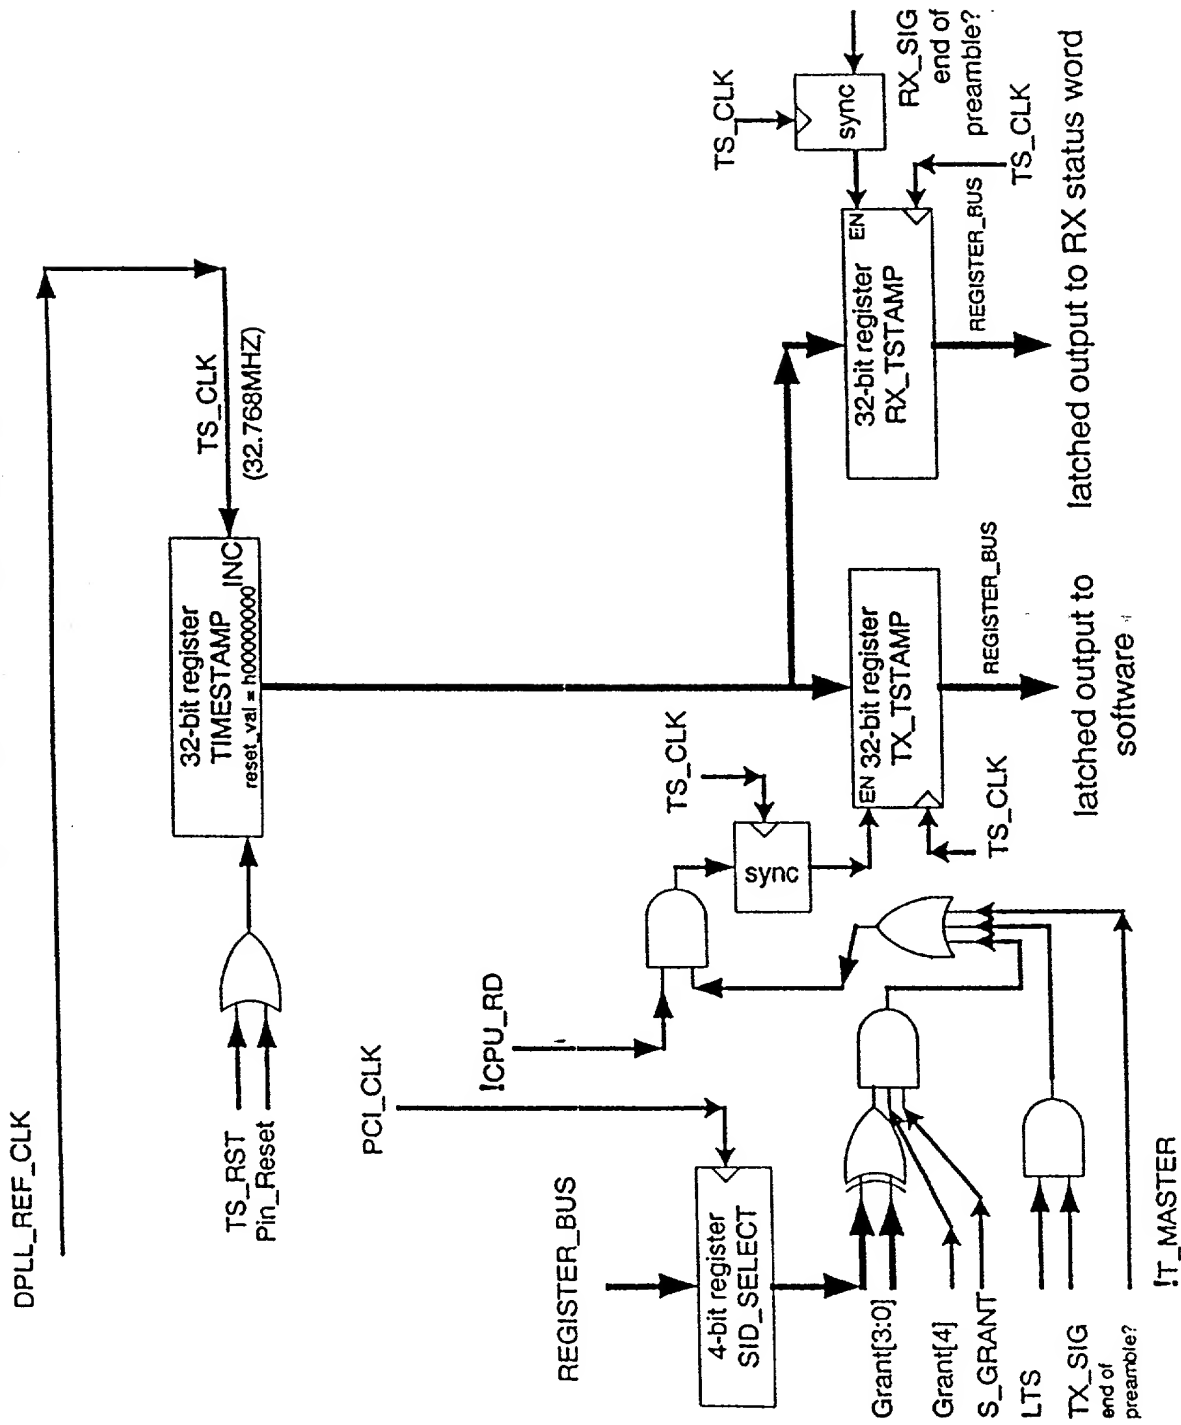 DPLL_REF_CLK
TS_RST
Pin_Reset
32-bit register
TIMESTAMP
reset_val = h00000000
INC
TS_CLK
(32.768MHZ)
PCI_CLK
!CPU_RD
REGISTER_BUS
4-bit register
SID_SELECT
Grant[3:0]
Grant[4]
S_GRANT
LTS
TX_SIG
end of
preamble?
!T_MASTER
TS_CLK
sync
EN
32-bit register
TX_TSTAMP
TS_CLK
REGISTER_BUS
latched output to
software
32-bit register
RX_TSTAMP
EN
TS_CLK
sync
RX_SIG
end of
preamble?
TS_CLK
REGISTER_BUS
latched output to RX status word